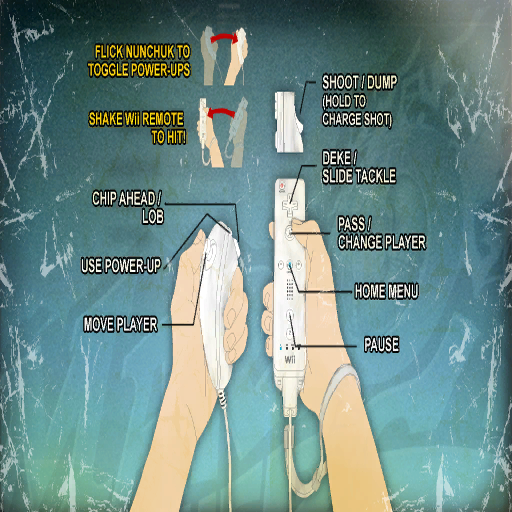 FLICK NUNCHUK TO
TOGGLE POWER-UPS
SHAKE Wii REMOTE
TO HIT!
SHOOT / DUMP
(HOLD TO
CHARGE SHOT)
DEKE /
SLIDE TACKLE
CHIP AHEAD /
LOB
PASS /
CHANGE PLAYER
USE POWER-UP
HOME MENU
MOVE PLAYER
PAUSE
Wii